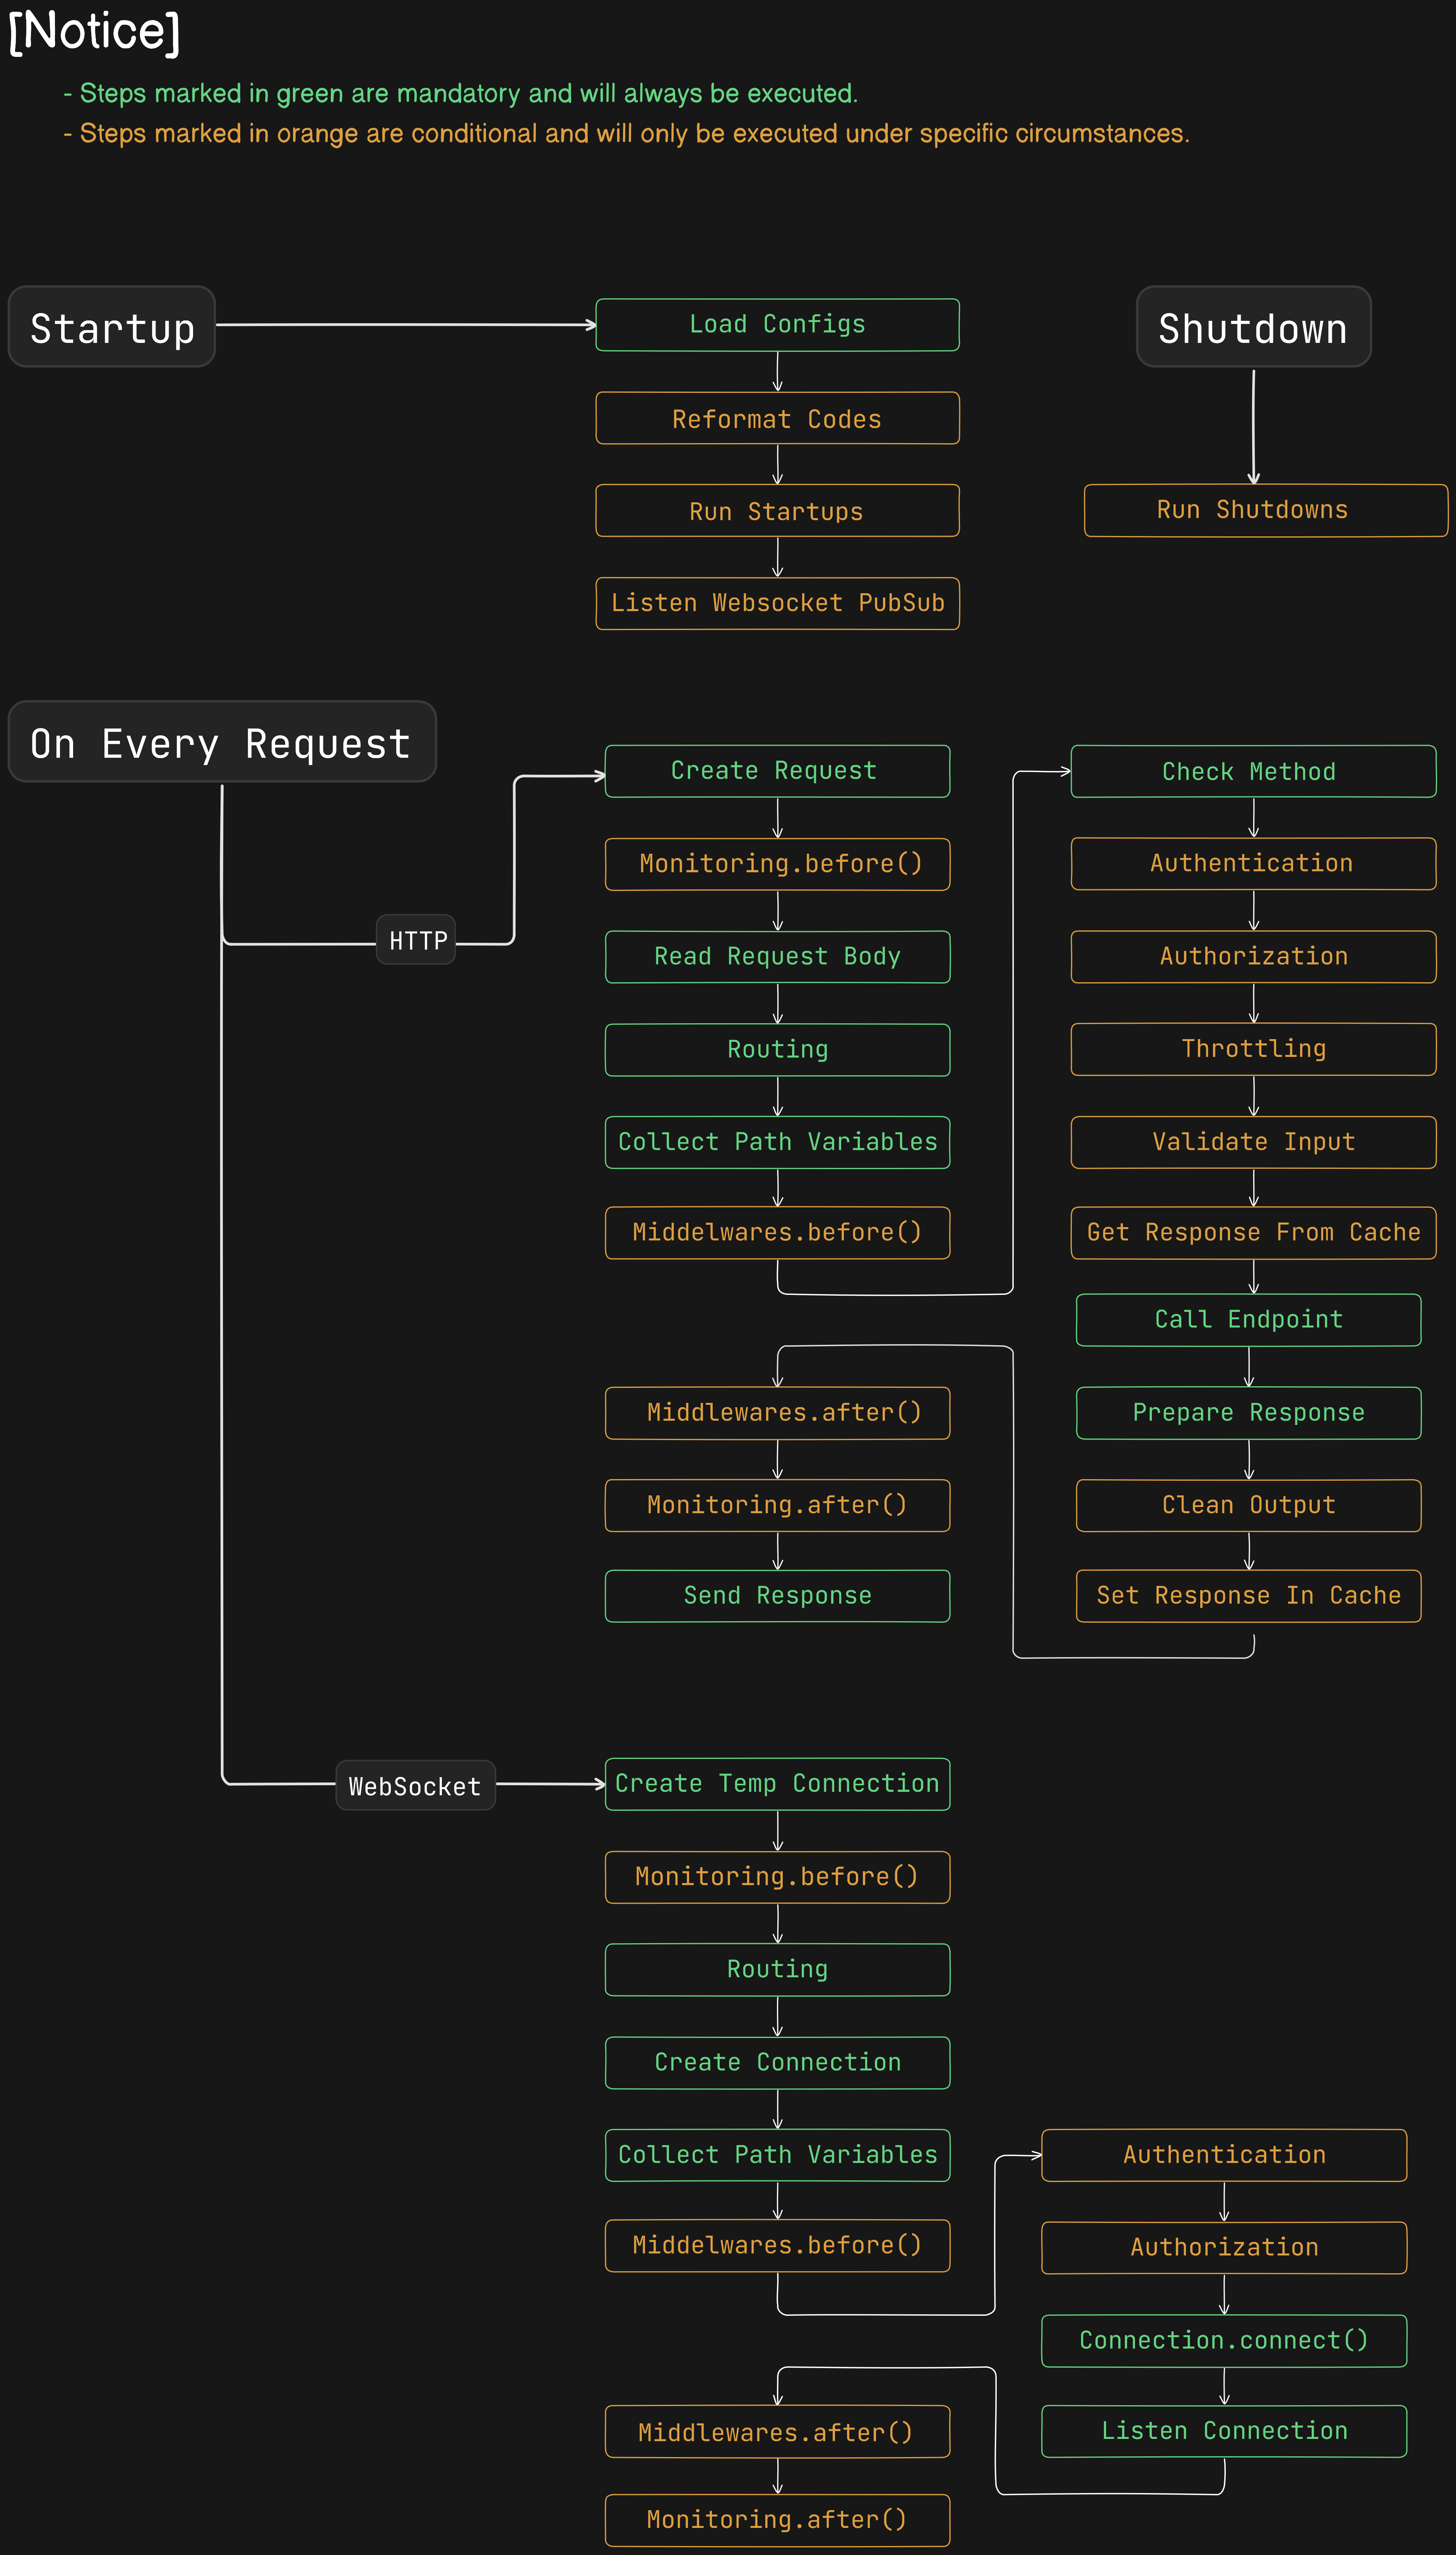 [Notice]
- Steps marked in green are mandatory and will always be executed.
- Steps marked in orange are conditional and will only be executed under specific circumstances.
Startup
Load Configs
Reformat Codes
Run Startups
Listen Websocket PubSub
Shutdown
Run Shutdowns
On Every Request
HTTP
Create Request
Monitoring.before()
Read Request Body
Routing
Collect Path Variables
Middelwares.before()
Check Method
Authentication
Authorization
Throttling
Validate Input
Get Response From Cache
Call Endpoint
Prepare Response
Clean Output
Set Response In Cache
Middlewares.after()
Monitoring.after()
Send Response
WebSocket
Create Temp Connection
Monitoring.before()
Routing
Create Connection
Collect Path Variables
Middelwares.before()
Authentication
Authorization
Connection.connect()
Listen Connection
Middlewares.after()
Monitoring.after()